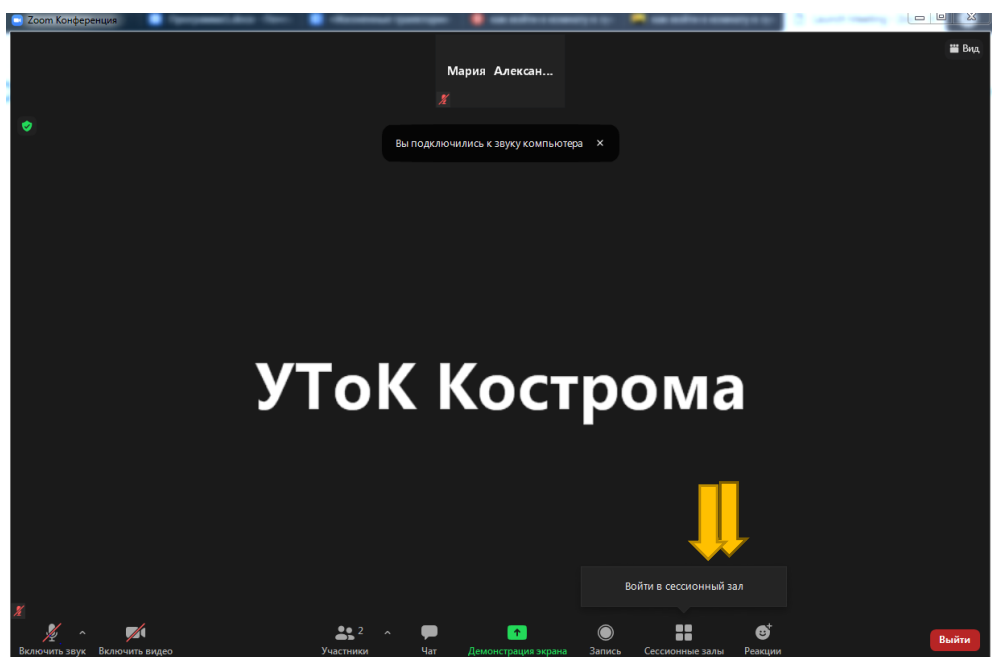 Zoom Конференция
Вид
Мария Алексан...
Вы подключились к звуку компьютера
УТоК Кострома
Войти в сессионный зал
2
Включить звук Включить видео Участники Чат Демонстрация экрана Запись Сессионные залы Реакции Выйти